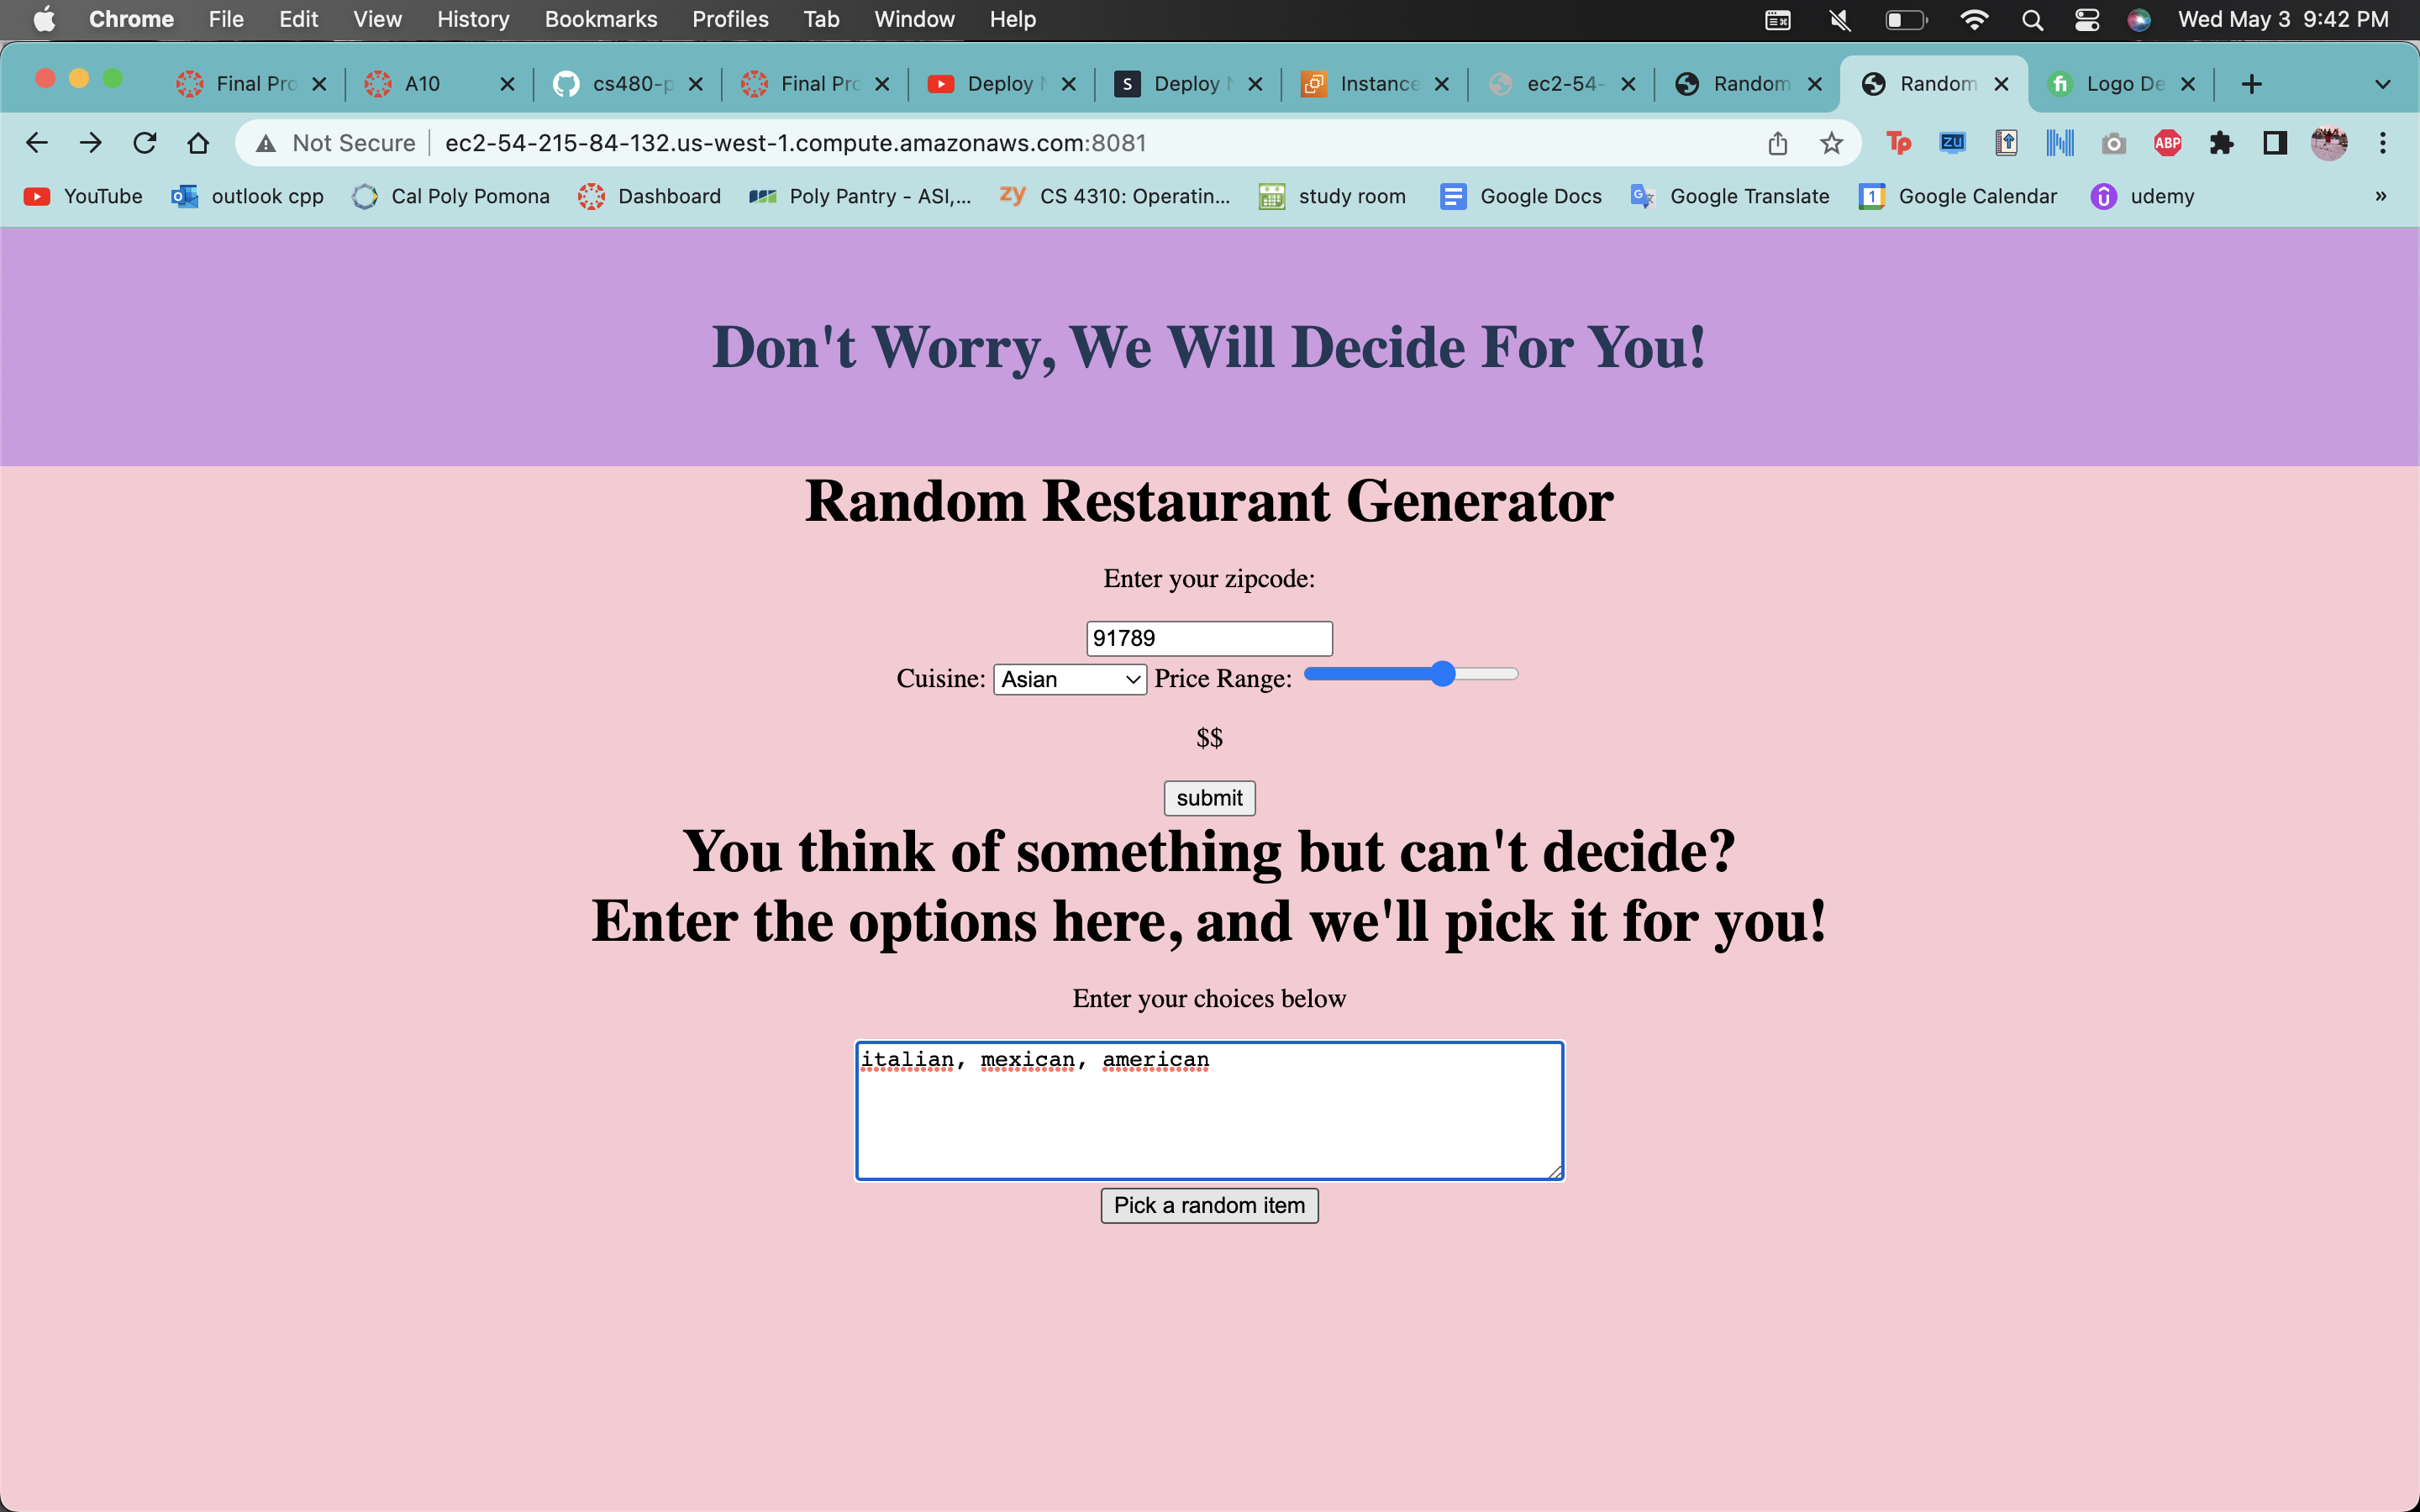 Chrome File Edit View History Bookmarks Profiles Tab Window Help Wed May 3 9:42 PM
Final Pro A10 cs480-p Final Pro Deploy S Deploy Instance ec2-54- Random Random fi Logo De
Not Secure ec2-54-215-84-132.us-west-1.compute.amazonaws.com:8081 Tp ZU ABP
YouTube outlook cpp Cal Poly Pomona Dashboard Poly Pantry - ASI,... zy CS 4310: Operatin... study room Google Docs Google Translate 1 Google Calendar udemy »
Don't Worry, We Will Decide For You!
Random Restaurant Generator
Enter your zipcode:
91789
Cuisine: Asian Price Range:
$$
submit
You think of something but can't decide?
Enter the options here, and we'll pick it for you!
Enter your choices below
italian, mexican, american
Pick a random item